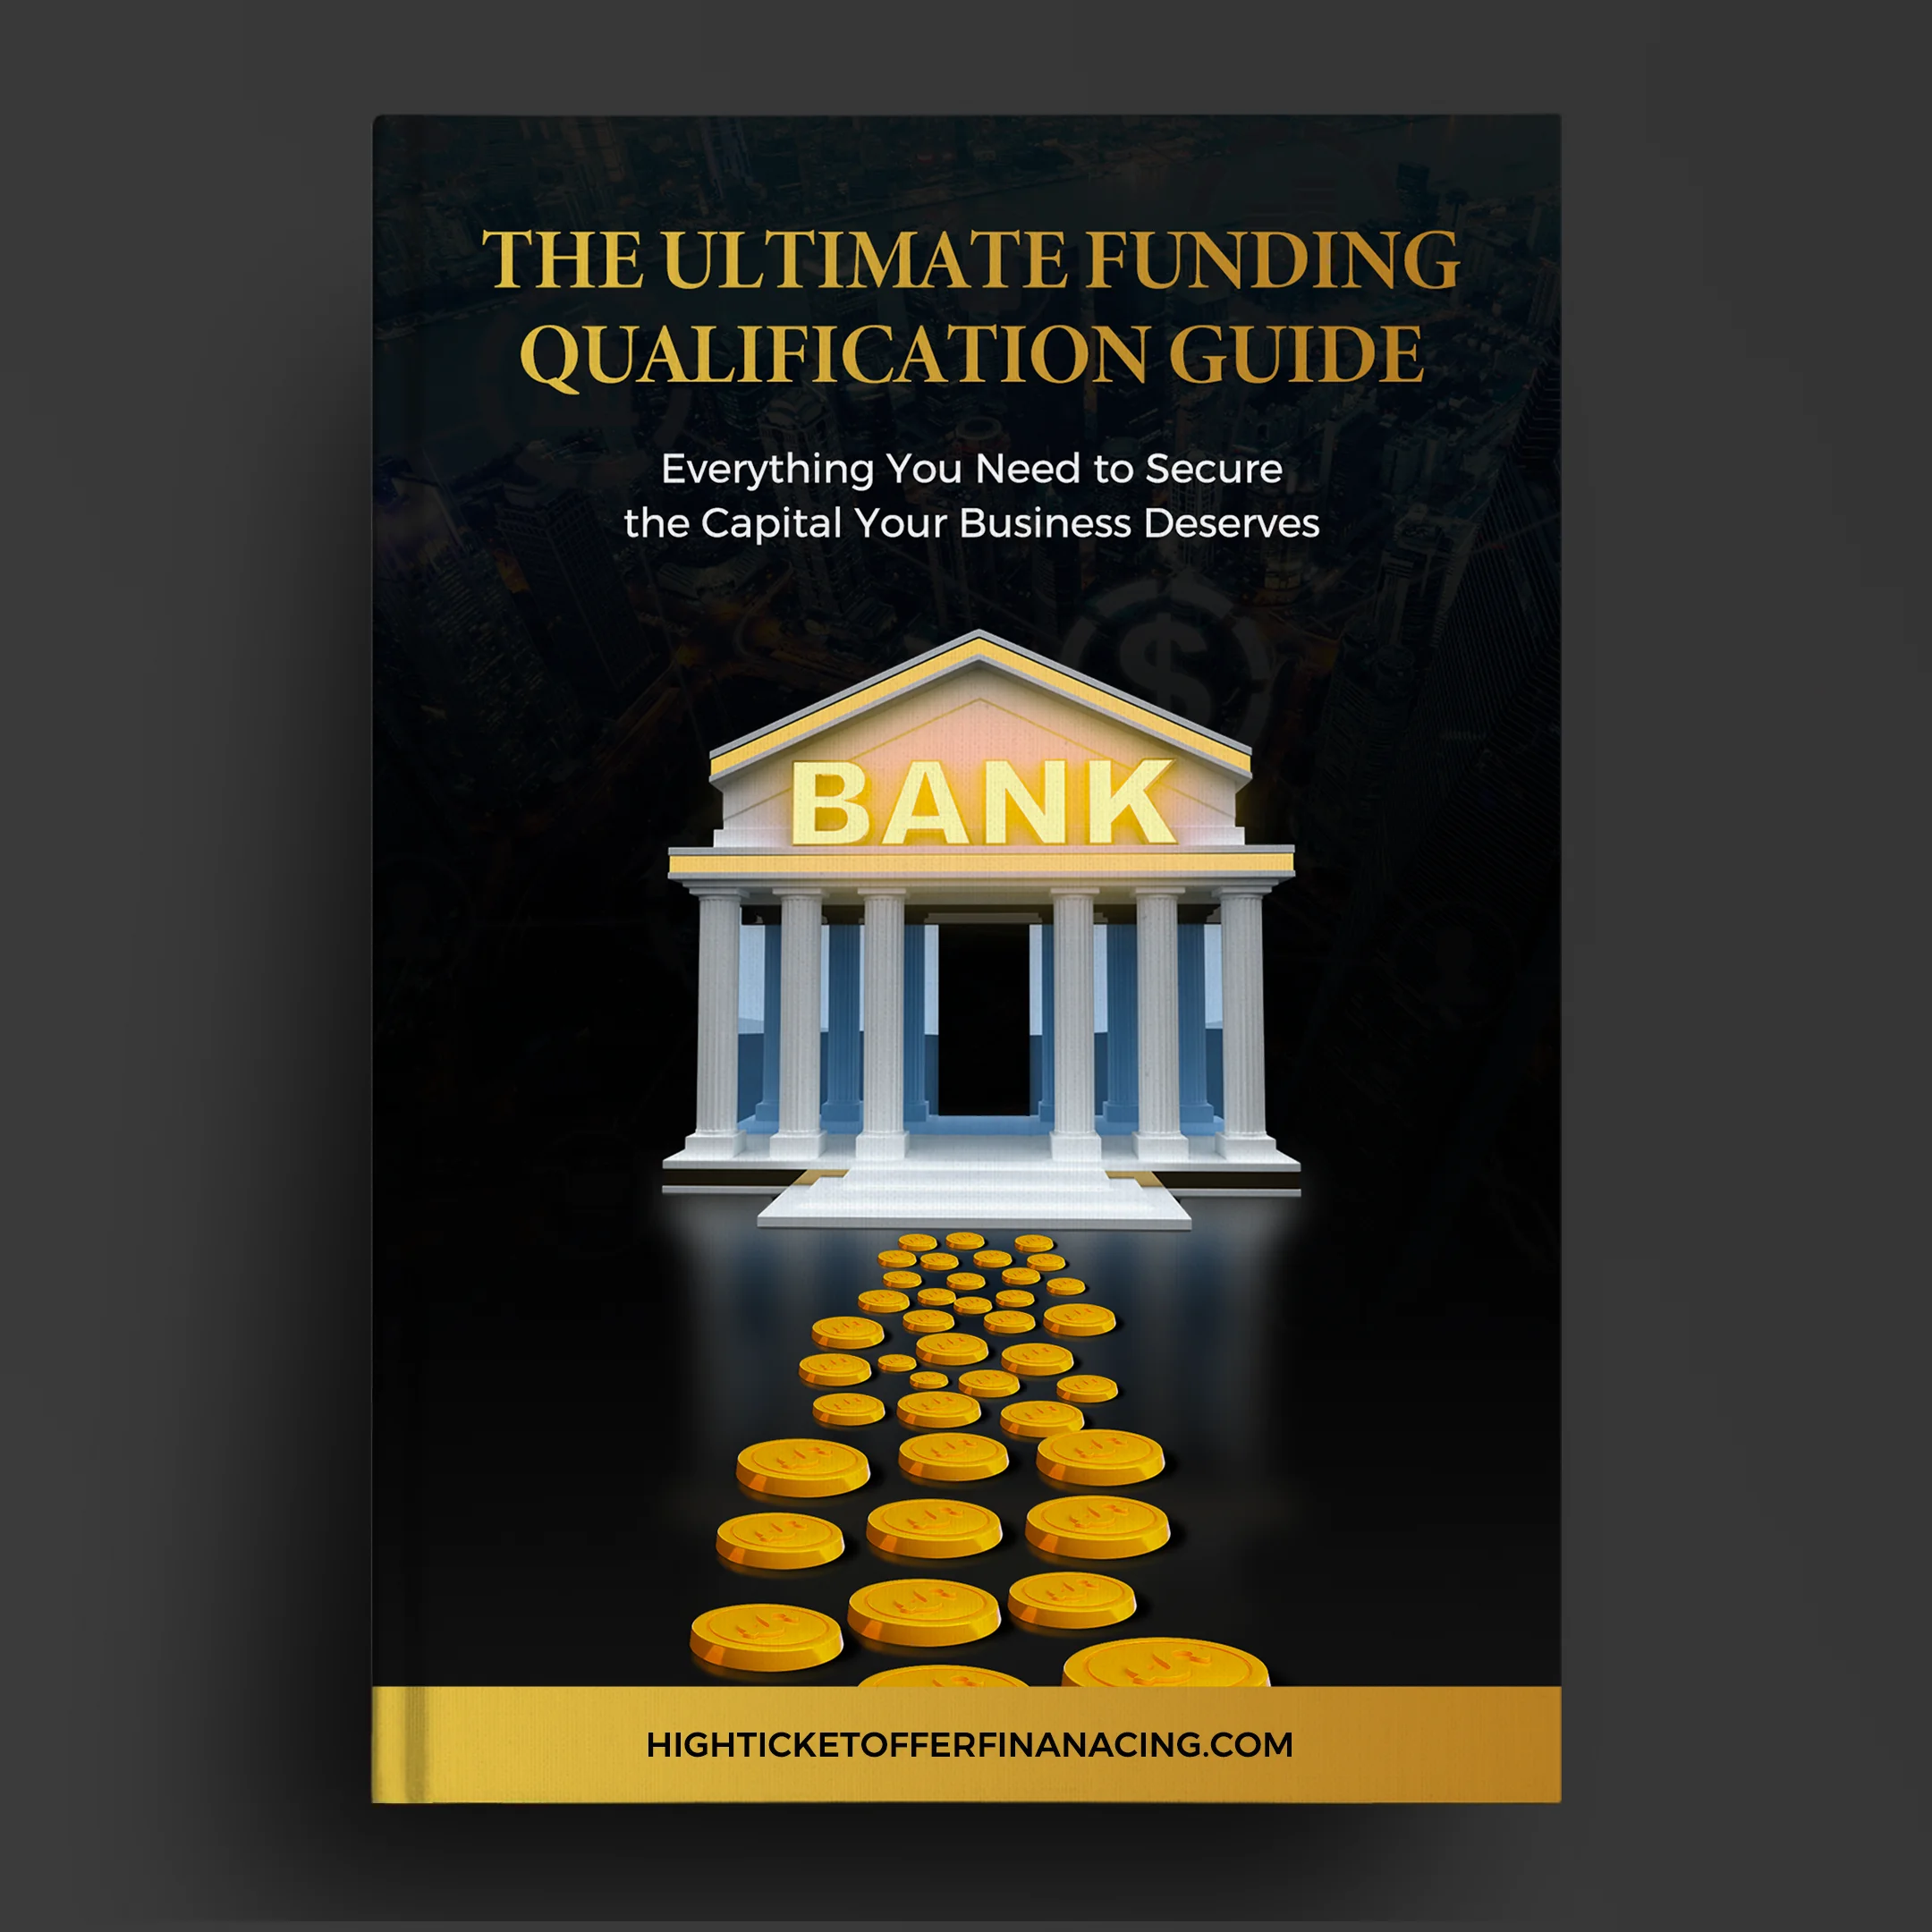 THE ULTIMATE FUNDING
QUALIFICATION GUIDE
Everything You Need to Secure
the Capital Your Business Deserves
BANK
HIGHTICKETOFFERFINANACING.COM